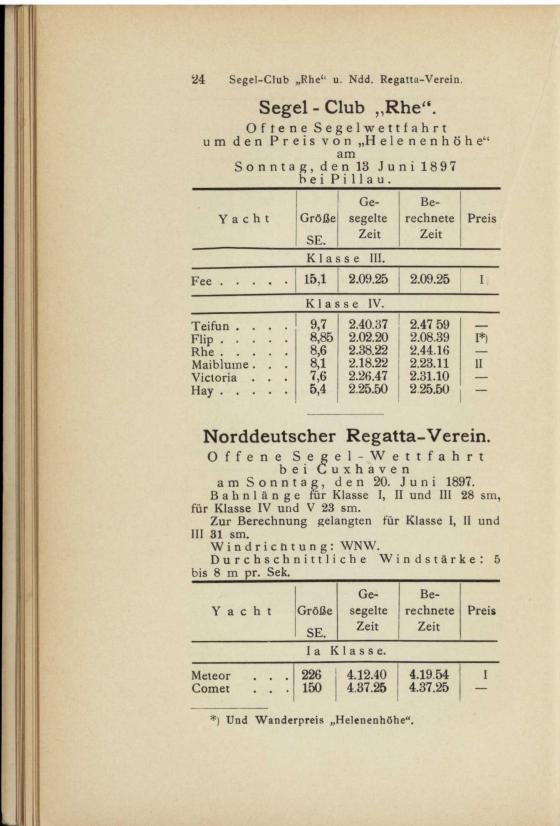 24 Segel-Club „Rhe“ u. Ndd. Regatta-Verein.
Segel-Club „Rhe“.
Offene Segelwettfahrt
um den Preis von „Helenenhöhe“
am
Sonntag, den 13 Juni 1897
bei Pillau.
Yacht Größe SE. Gesegelte Zeit Berechnete Zeit Preis
Klasse III.
Fee . . . . . 15,1 2.09.25 2.09.25 I
Klasse IV.
Teifun . . . . 9,7 2.40.37 2.47 59 —
Flip . . . . . 8,85 2.02.20 2.08.39 I*)
Rhe . . . . . 8,6 2.38.22 2.44.16 —
Maiblume . . . 8,1 2.18.22 2.23.11 II
Victoria . . . 7,6 2.26.47 2.31.10 —
Hay . . . . . 5,4 2.25.50 2 25.50 —
Norddeutscher Regatta-Verein.
Offene Segel-Wettfahrt
bei Cuxhaven
am Sonntag, den 20. Juni 1897.
Bahnlänge für Klasse I, II und III 28 sm,
für Klasse IV und V 23 sm.
Zur Berechnung gelangten für Klasse I, II und
III 31 sm.
Windrichtung: WNW.
Durchschnittliche Windstärke: 5
bis 8 m pr. Sek.
Yacht Größe SE. Gesegelte Zeit Berechnete Zeit Preis
Ia Klasse.
Meteor . . . 226 4.12.40 4.19.54 I
Comet . . . 150 4.37.25 4.37.25 —
*) Und Wanderpreis „Helenenhöhe“.